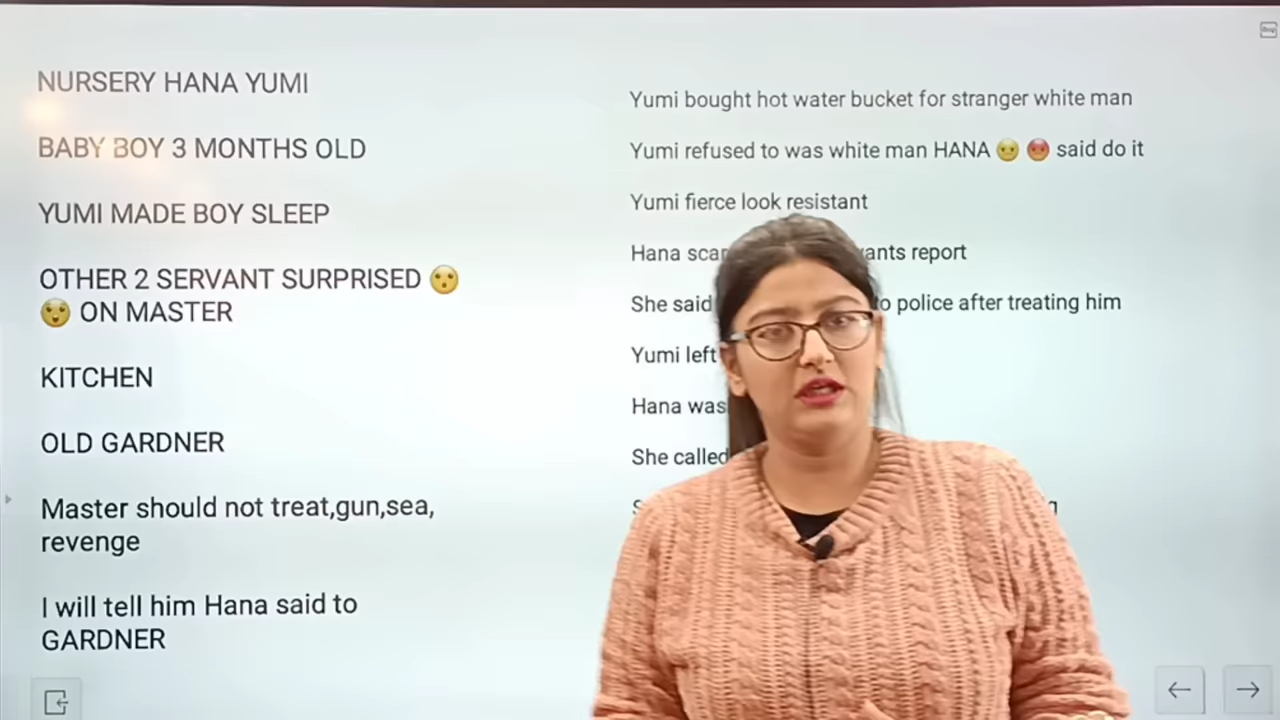 NURSERY HANA YUMI
BABY BOY 3 MONTHS OLD
YUMI MADE BOY SLEEP
OTHER 2 SERVANT SURPRISED 😯
😯 ON MASTER
KITCHEN
OLD GARDNER
Master should not treat,gun,sea,
revenge
I will tell him Hana said to
GARDNER
Yumi bought hot water bucket for stranger white man
Yumi refused to was white man HANA 😐 😡 said do it
Yumi fierce look resistant
Hana report
She said to police after treating him
Yumi left
Hana was
She called